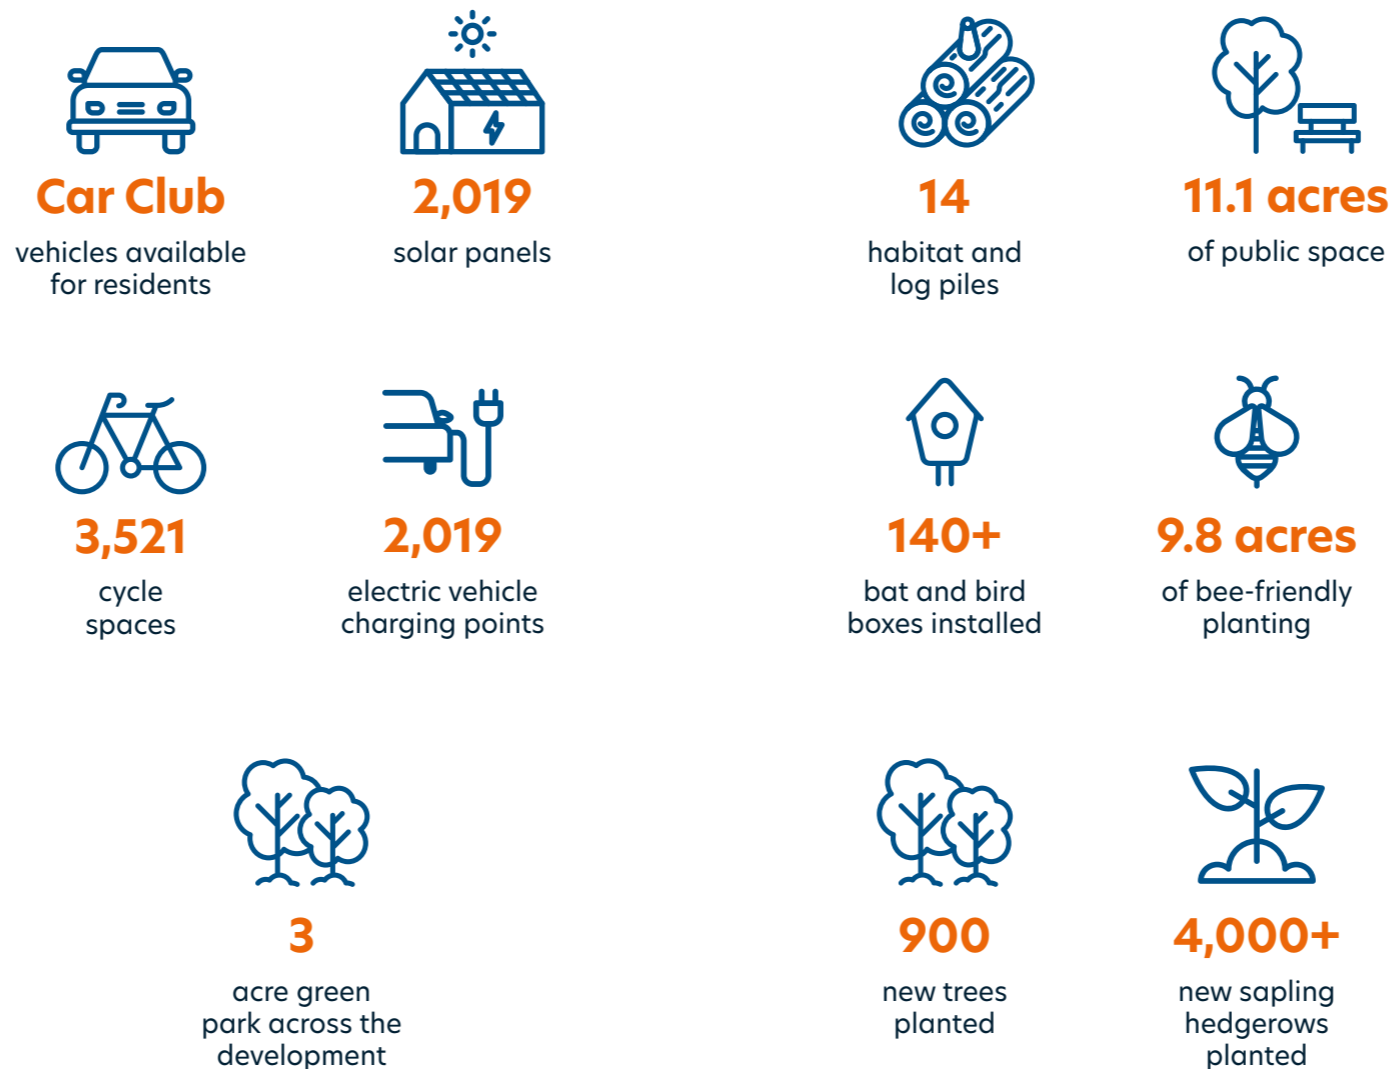 Car Club
vehicles available
for residents
2,019
solar panels
14
habitat and
log piles
11.1 acres
of public space
3,521
cycle
spaces
2,019
electric vehicle
charging points
140+
bat and bird
boxes installed
9.8 acres
of bee-friendly
planting
3
acre green
park across the
development
900
new trees
planted
4,000+
new sapling
hedgerows
planted